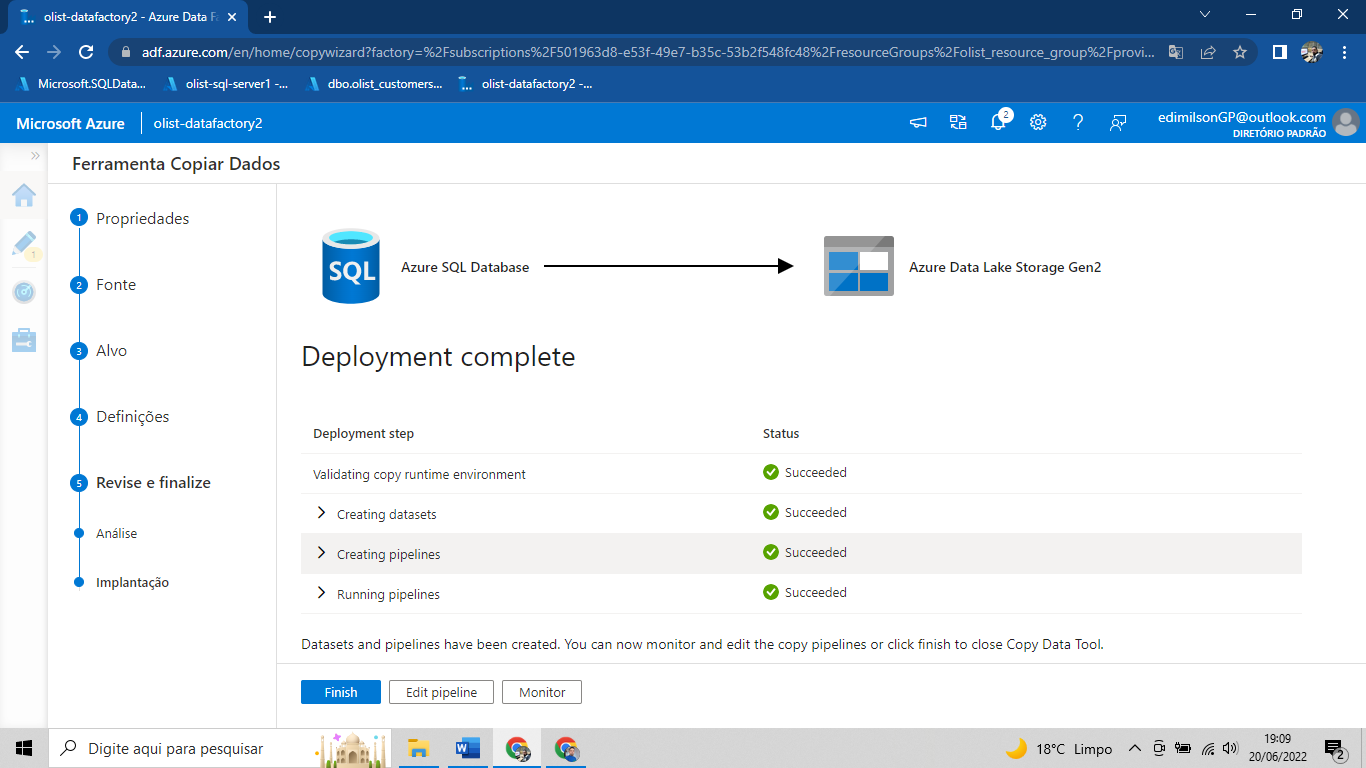 olist-datafactory2 - Azure Data Fa
adf.azure.com/en/home/copywizard?factory=%2Fsubscriptions%2F501963d8-e53f-49e7-b35c-53b2f548fc48%2FresourceGroups%2Folist_resource_group%2Fprovi...
Microsoft.SQLData...
olist-sql-server1 -...
dbo.olist_customers...
olist-datafactory2 -...
Microsoft Azure
olist-datafactory2
2
edimilsonGP@outlook.com
DIRETÓRIO PADRÃO
Ferramenta Copiar Dados
1
1 Propriedades
2 Fonte
3 Alvo
4 Definições
5 Revise e finalize
Análise
Implantação
SQL
Azure SQL Database
Azure Data Lake Storage Gen2
Deployment complete
Deployment step Status
Validating copy runtime environment Succeeded
Creating datasets Succeeded
Creating pipelines Succeeded
Running pipelines Succeeded
Datasets and pipelines have been created. You can now monitor and edit the copy pipelines or click finish to close Copy Data Tool.
Finish Edit pipeline Monitor
Digite aqui para pesquisar
18°C Limpo
19:09
20/06/2022
2